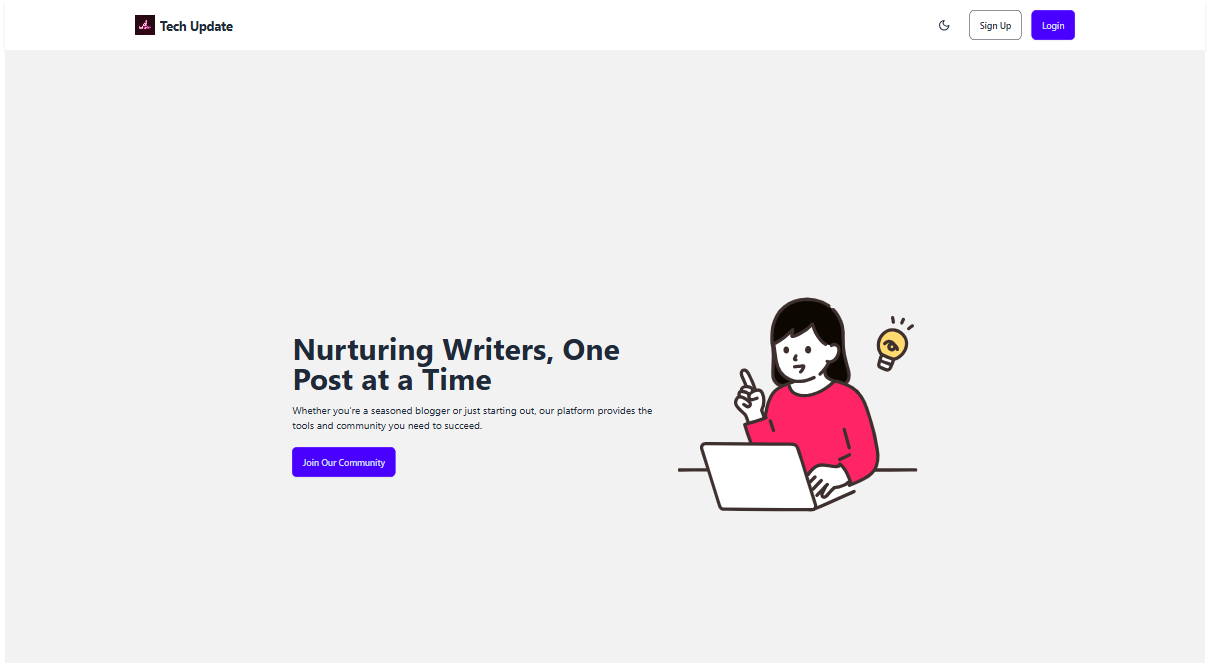 Tech Update
Sign Up
Login
Nurturing Writers, One
Post at a Time
Whether you're a seasoned blogger or just starting out, our platform provides the
tools and community you need to succeed.
Join Our Community